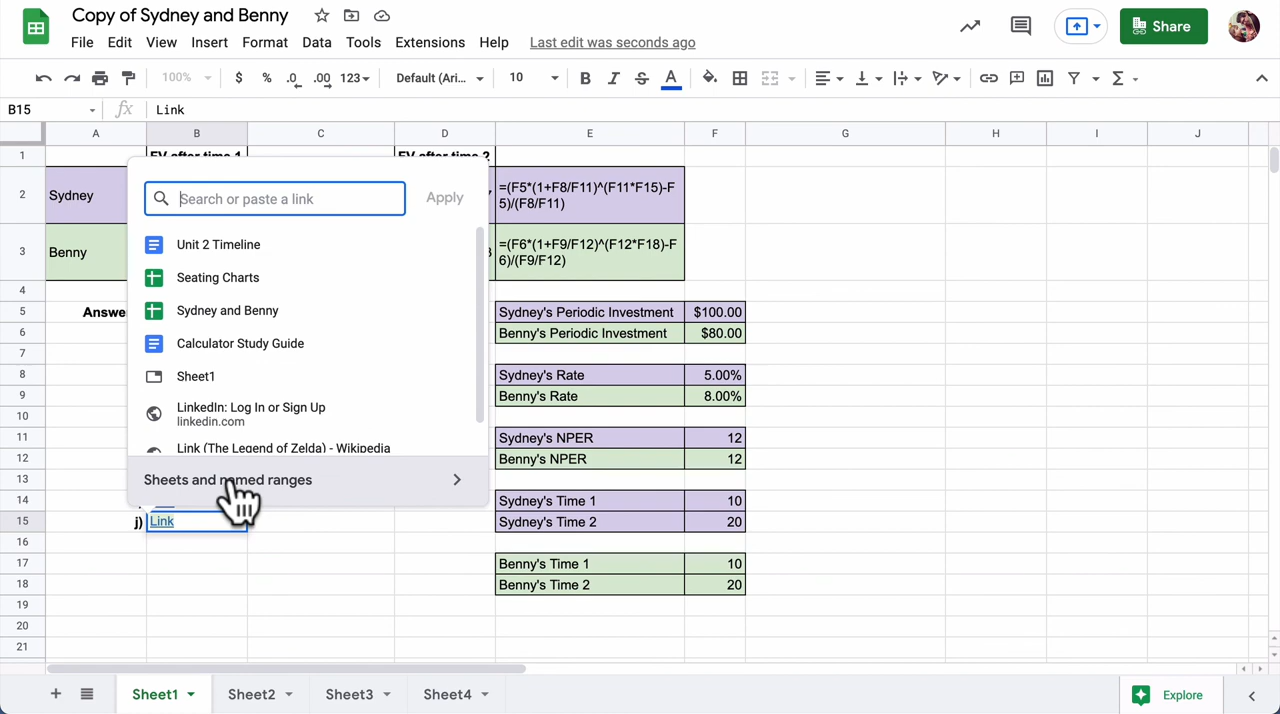 Copy of Sydney and Benny
File Edit View Insert Format Data Tools Extensions Help Last edit was seconds ago
Share
100% $ % .0 .00 123 Default (Ari... 10 B I S A
B15 fx Link
A B C D E F G H I J
1 EV after time 1 EV after time 2
2 Sydney =(F5*(1+F8/F11)^(F11*F15)-F
5)/(F8/F11)
3 Benny =(F6*(1+F9/F12)^(F12*F18)-F
6)/(F9/F12)
Search or paste a link Apply
Unit 2 Timeline
Seating Charts
Sydney and Benny
Calculator Study Guide
Sheet1
LinkedIn: Log In or Sign Up
linkedin.com
Link (The Legend of Zelda) - Wikipedia
Sheets and named ranges
4
5 Answe Sydney's Periodic Investment $100.00
6 Benny's Periodic Investment $80.00
7
8 Sydney's Rate 5.00%
9 Benny's Rate 8.00%
10
11 Sydney's NPER 12
12 Benny's NPER 12
13
14 Sydney's Time 1 10
15 j) Link Sydney's Time 2 20
16
17 Benny's Time 1 10
18 Benny's Time 2 20
19
20
21
Sheet1 Sheet2 Sheet3 Sheet4 Explore